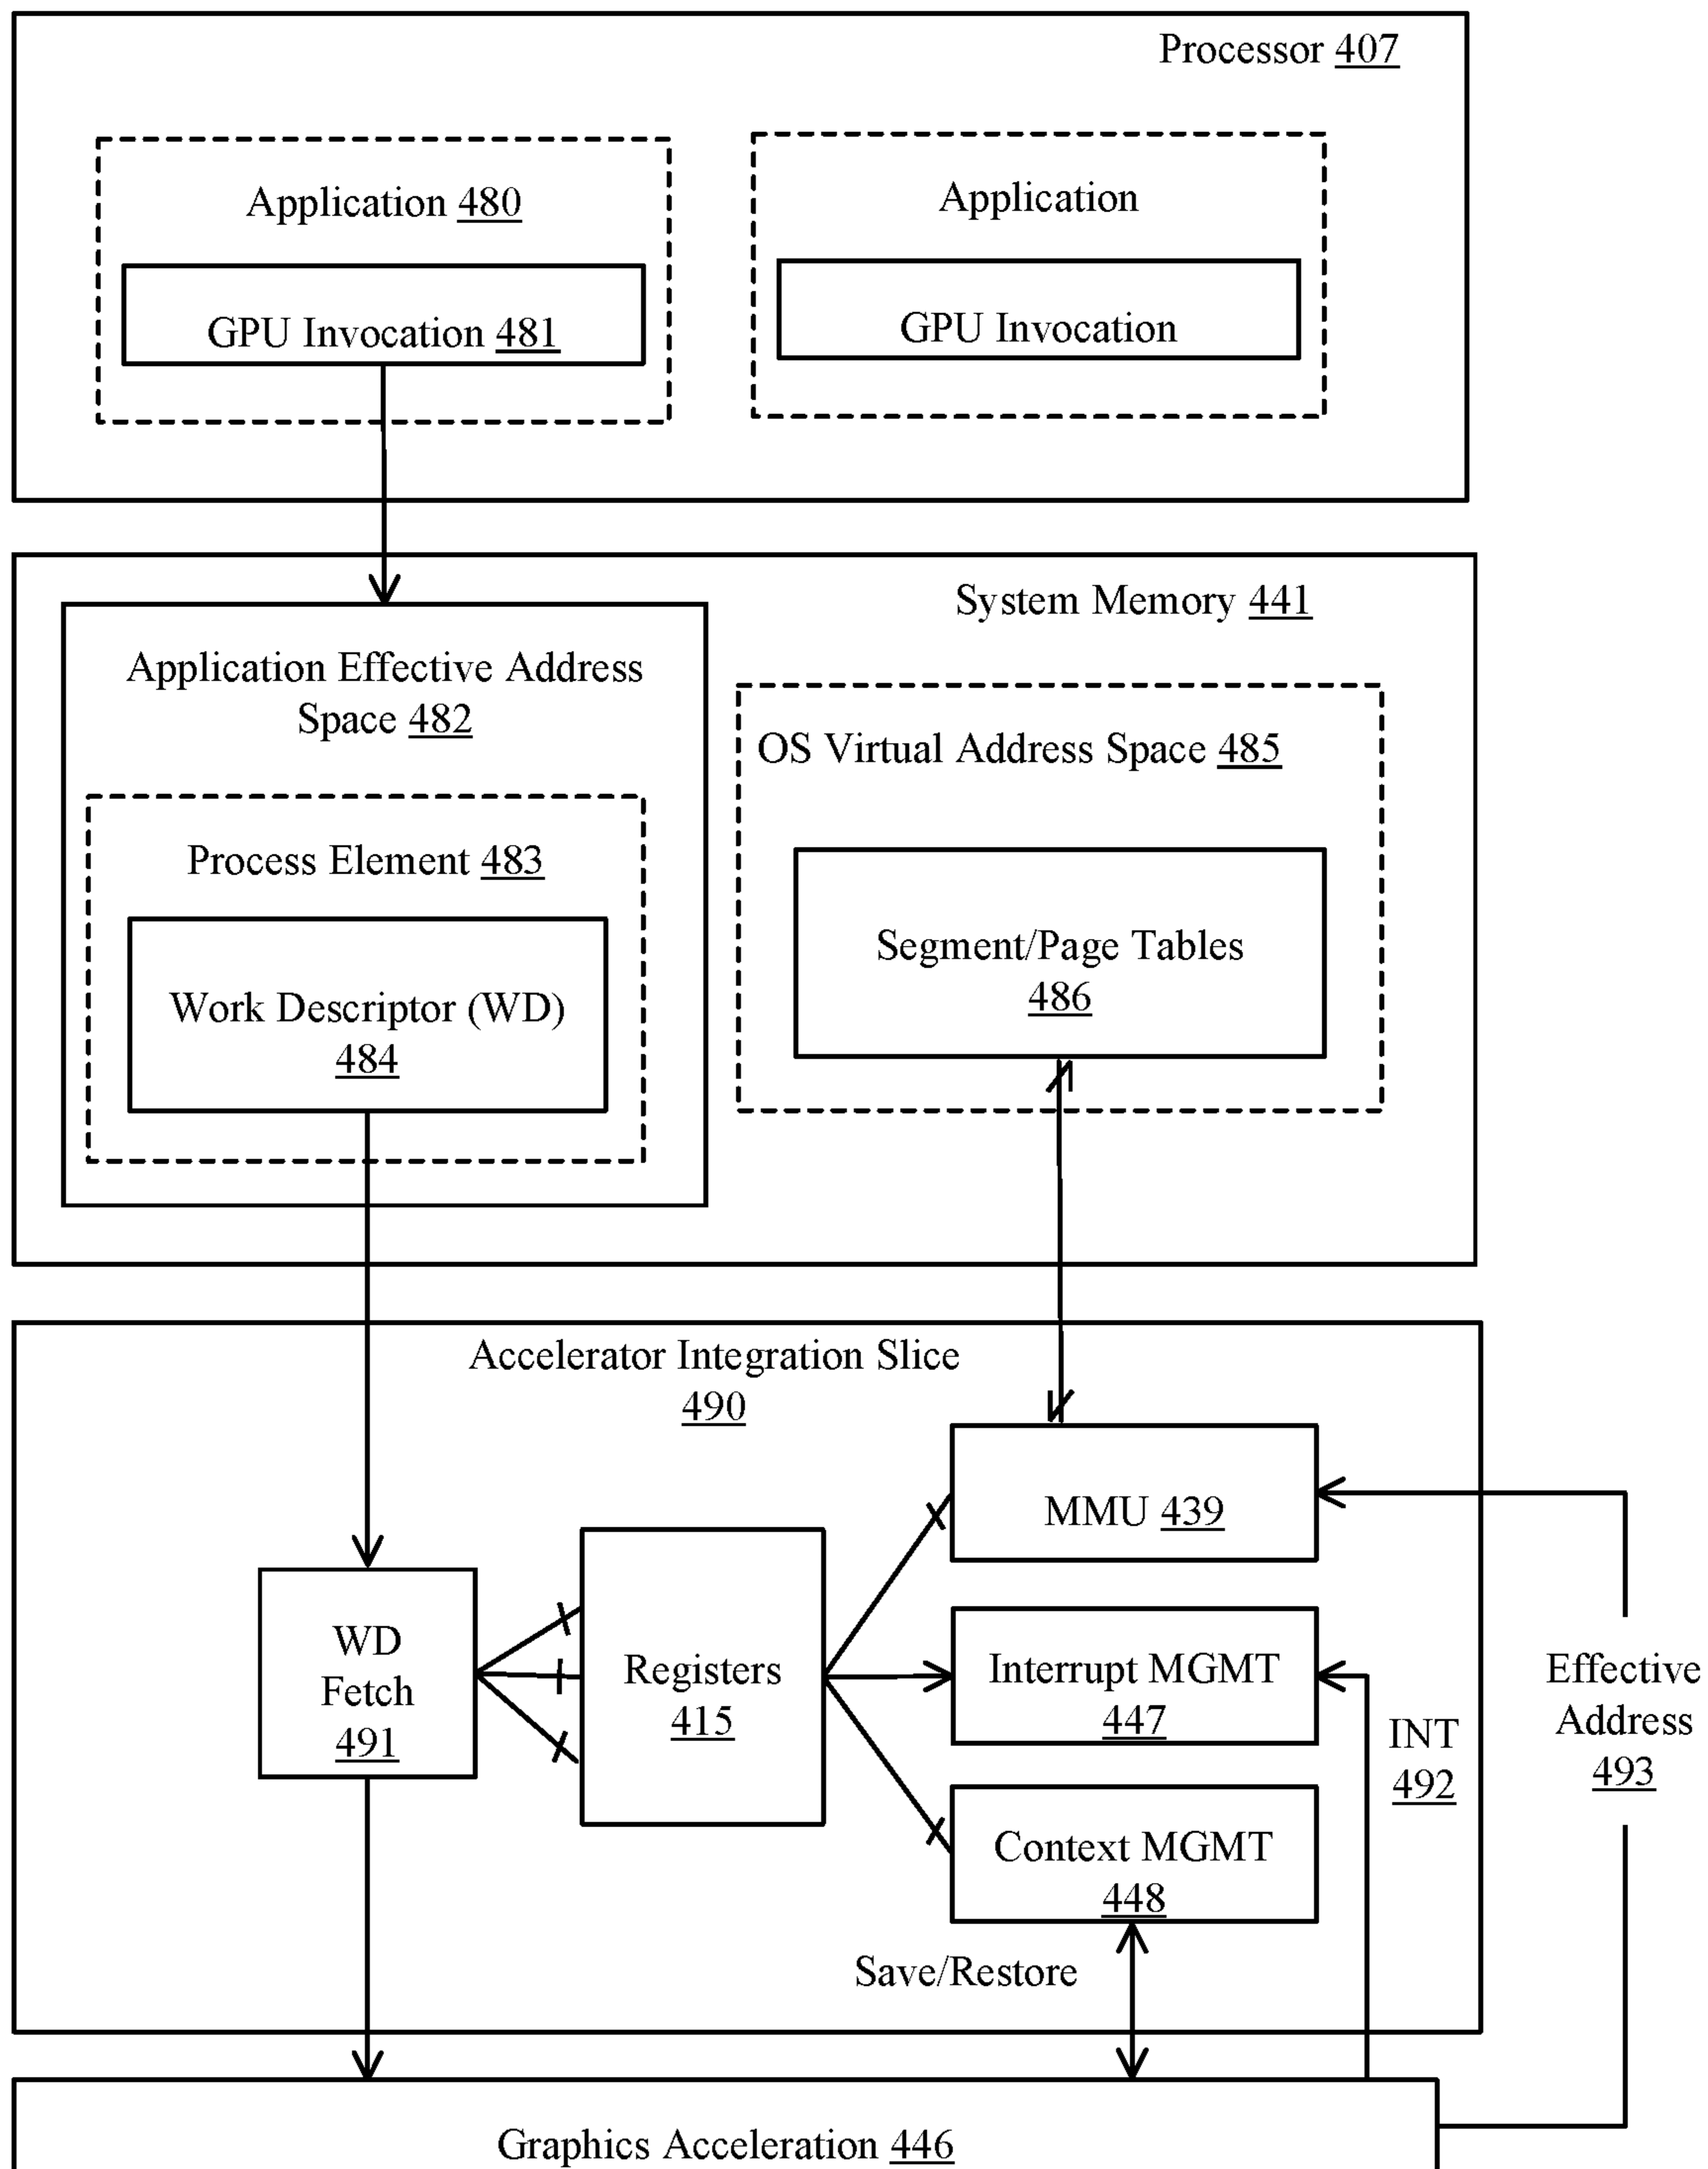 Processor 407
Application 480
GPU Invocation 481
Application
GPU Invocation
System Memory 441
Application Effective Address
Space 482
Process Element 483
Work Descriptor (WD)
484
OS Virtual Address Space 485
Segment/Page Tables
486
Accelerator Integration Slice
490
WD
Fetch
491
Registers
415
MMU 439
Interrupt MGMT
447
Context MGMT
448
Save/Restore
INT
492
Effective
Address
493
Graphics Acceleration 446